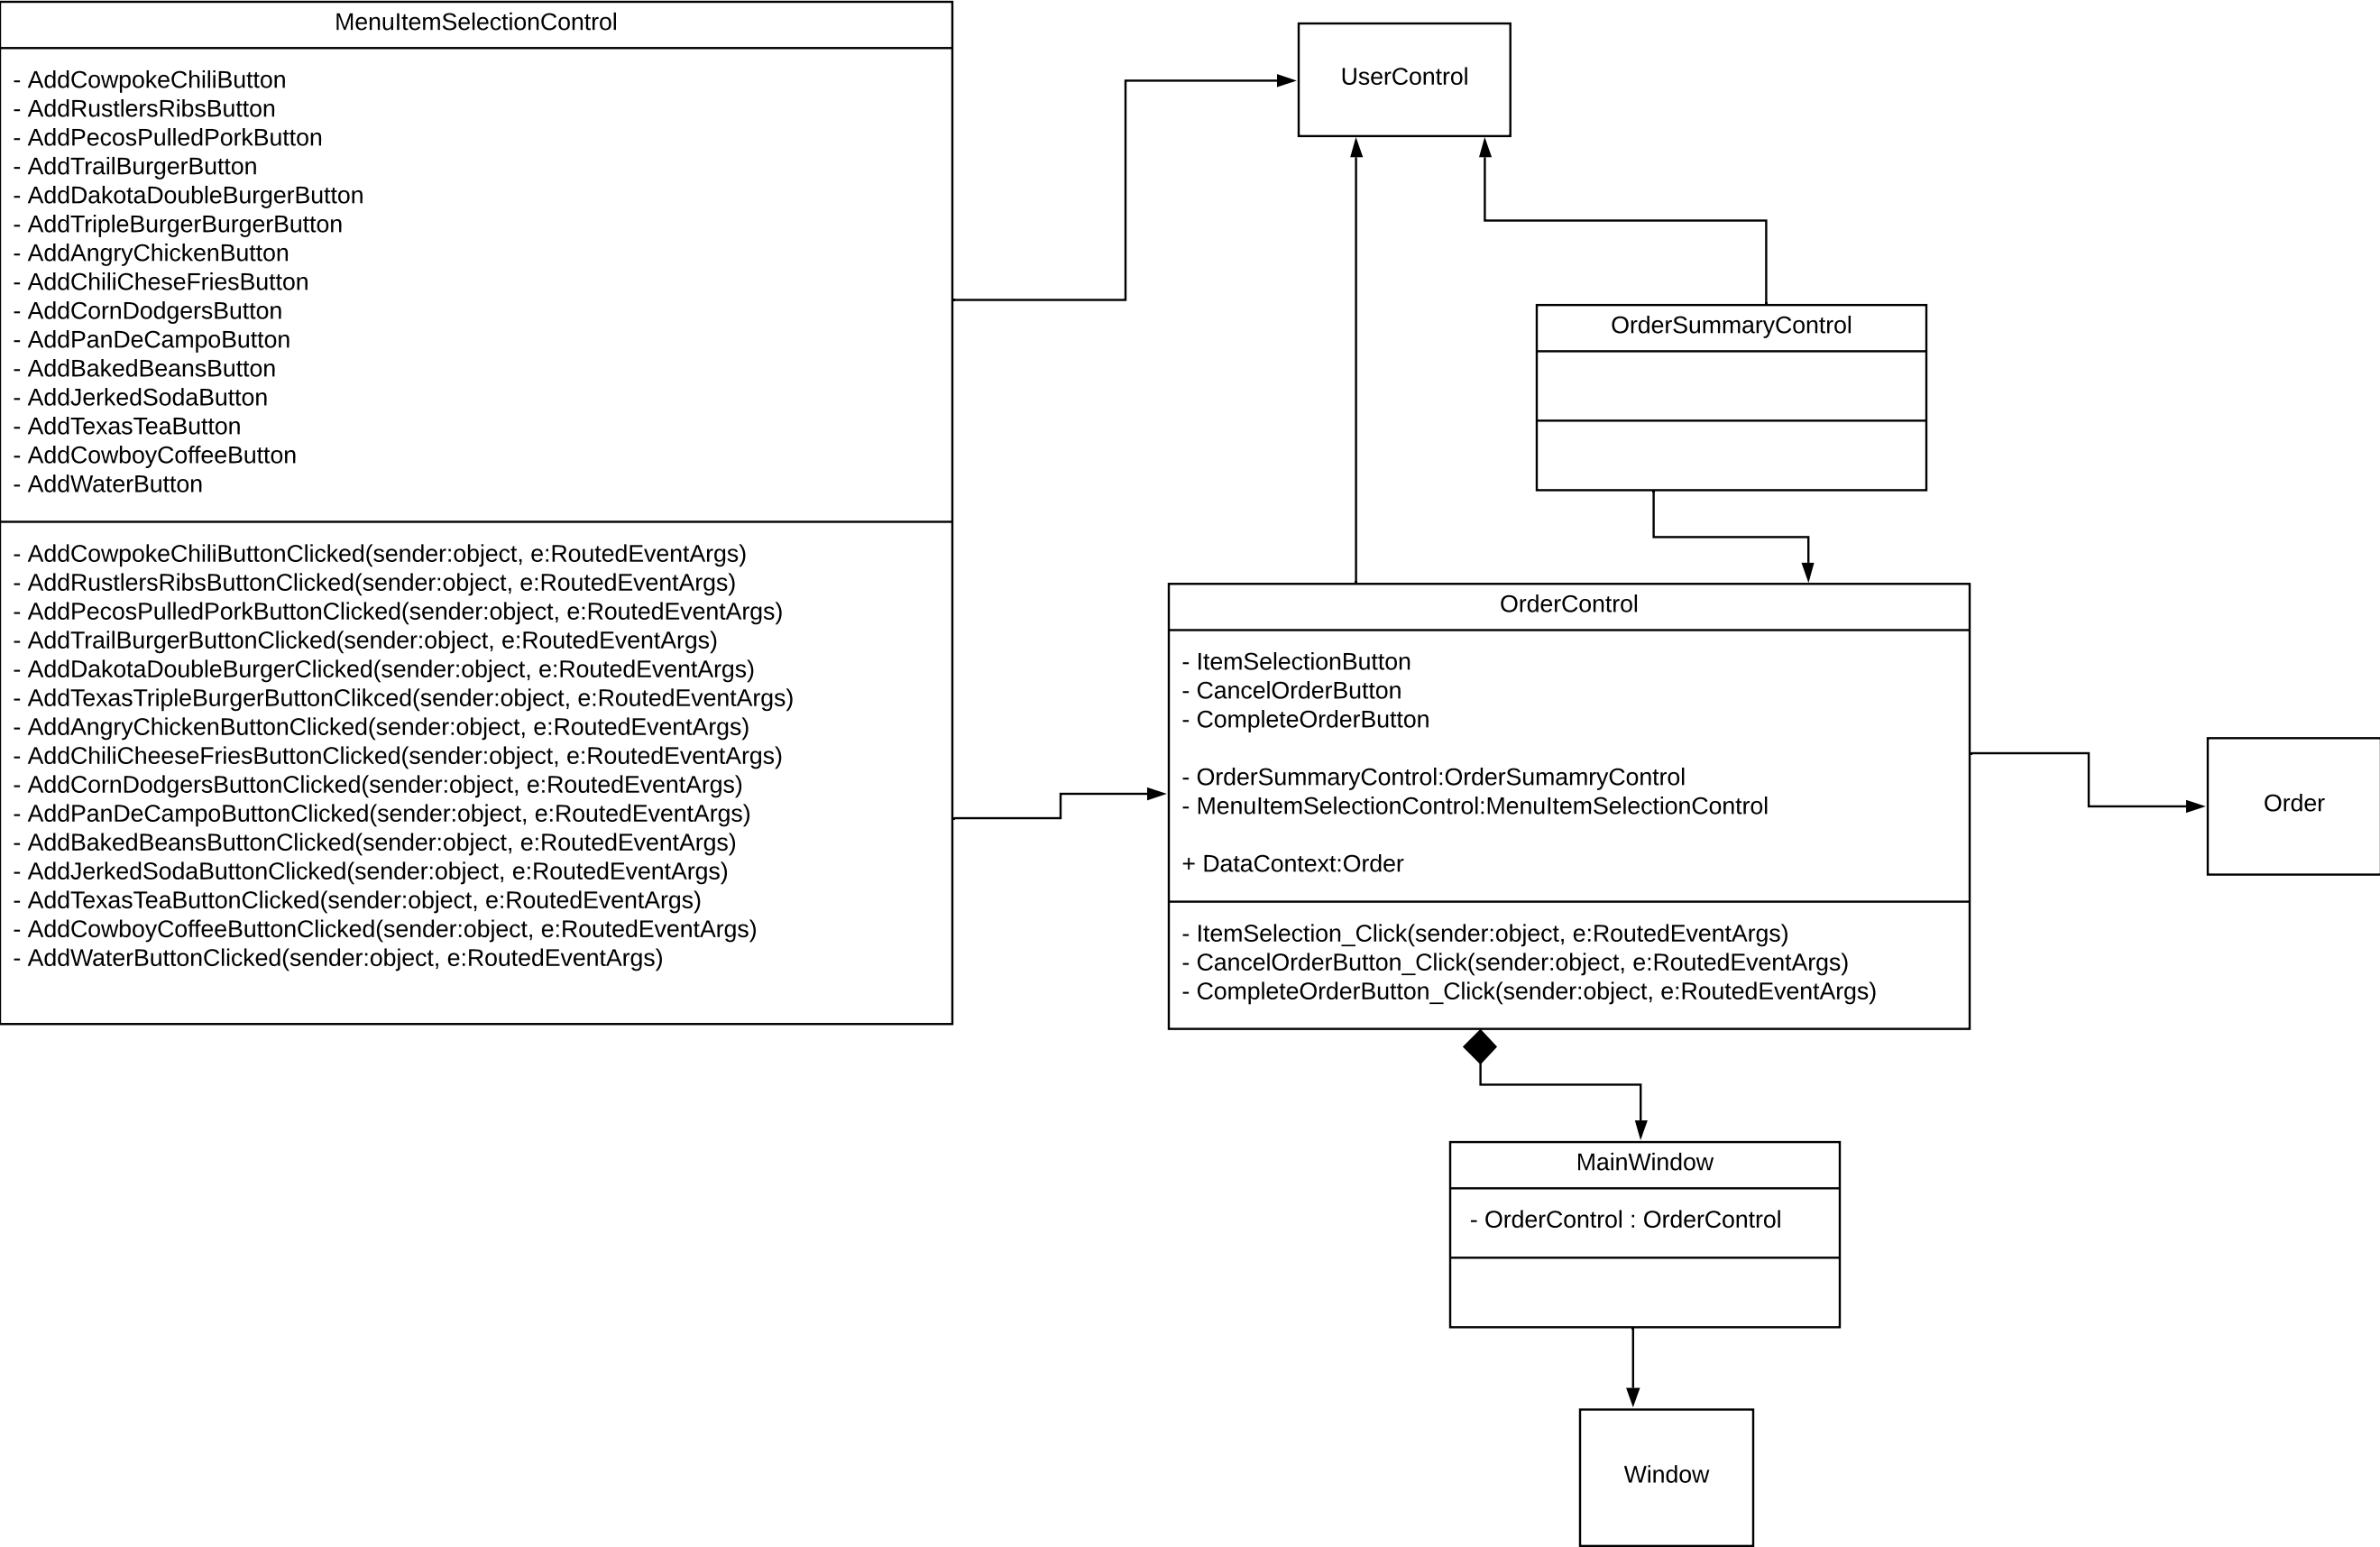 MenuItemSelectionControl
- AddCowpokeChiliButton
- AddRustlersRibsButton
- AddPecosPulledPorkButton
- AddTrailBurgerButton
- AddDakotaDoubleBurgerButton
- AddTripleBurgerBurgerButton
- AddAngryChickenButton
- AddChiliCheseFriesButton
- AddCornDodgersButton
- AddPanDeCampoButton
- AddBakedBeansButton
- AddJerkedSodaButton
- AddTexasTeaButton
- AddCowboyCoffeeButton
- AddWaterButton
- AddCowpokeChiliButtonClicked(sender:object, e:RoutedEventArgs)
- AddRustlersRibsButtonClicked(sender:object, e:RoutedEventArgs)
- AddPecosPulledPorkButtonClicked(sender:object, e:RoutedEventArgs)
- AddTrailBurgerButtonClicked(sender:object, e:RoutedEventArgs)
- AddDakotaDoubleBurgerClicked(sender:object, e:RoutedEventArgs)
- AddTexasTripleBurgerButtonClikced(sender:object, e:RoutedEventArgs)
- AddAngryChickenButtonClicked(sender:object, e:RoutedEventArgs)
- AddChiliCheeseFriesButtonClicked(sender:object, e:RoutedEventArgs)
- AddCornDodgersButtonClicked(sender:object, e:RoutedEventArgs)
- AddPanDeCampoButtonClicked(sender:object, e:RoutedEventArgs)
- AddBakedBeansButtonClicked(sender:object, e:RoutedEventArgs)
- AddJerkedSodaButtonClicked(sender:object, e:RoutedEventArgs)
- AddTexasTeaButtonClicked(sender:object, e:RoutedEventArgs)
- AddCowboyCoffeeButtonClicked(sender:object, e:RoutedEventArgs)
- AddWaterButtonClicked(sender:object, e:RoutedEventArgs)
UserControl
OrderSummaryControl
OrderControl
- ItemSelectionButton
- CancelOrderButton
- CompleteOrderButton
- OrderSummaryControl:OrderSumamryControl
- MenuItemSelectionControl:MenuItemSelectionControl
+ DataContext:Order
- ItemSelection_Click(sender:object, e:RoutedEventArgs)
- CancelOrderButton_Click(sender:object, e:RoutedEventArgs)
- CompleteOrderButton_Click(sender:object, e:RoutedEventArgs)
Order
MainWindow
- OrderControl : OrderControl
Window